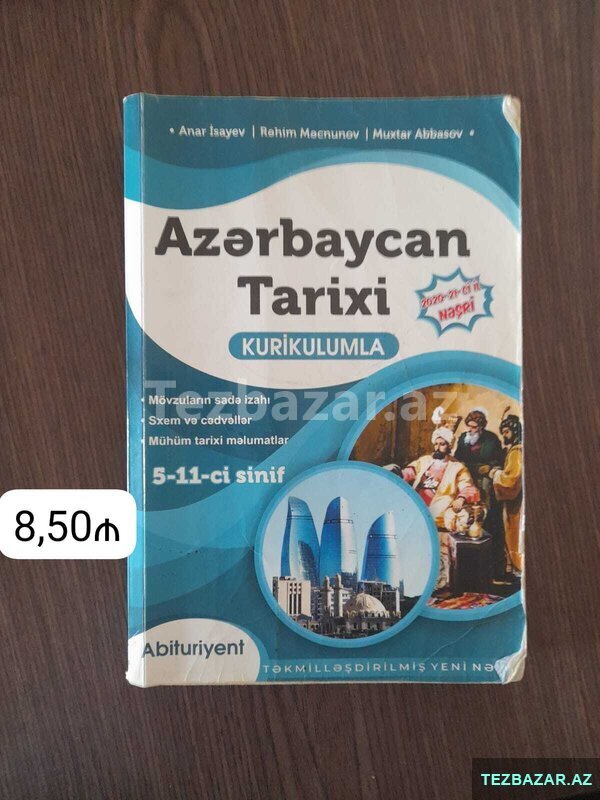 • Anar İsayev | Rəhim Məcnunov | Muxtar Abbasov •
Azərbaycan
Tarixi
2020-21-ci il
NƏŞRİ
KURİKULUMLA
• Mövzuların sadə izahı
• Sxem və cədvəllər
• Mühüm tarixi məlumatlar
Tezbazar.az
5-11-ci sinif
8,50₼
Abituriyent
TƏKMİLLƏŞDİRİLMİŞ YENİ
TEZBAZAR.AZ